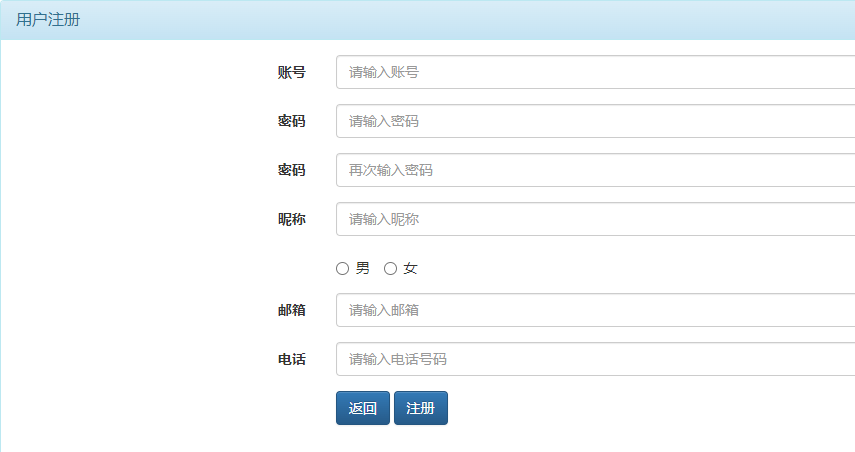 用户注册
账号 请输入账号
密码 请输入密码
密码 再次输入密码
昵称 请输入昵称
男 女
邮箱 请输入邮箱
电话 请输入电话号码
返回 注册